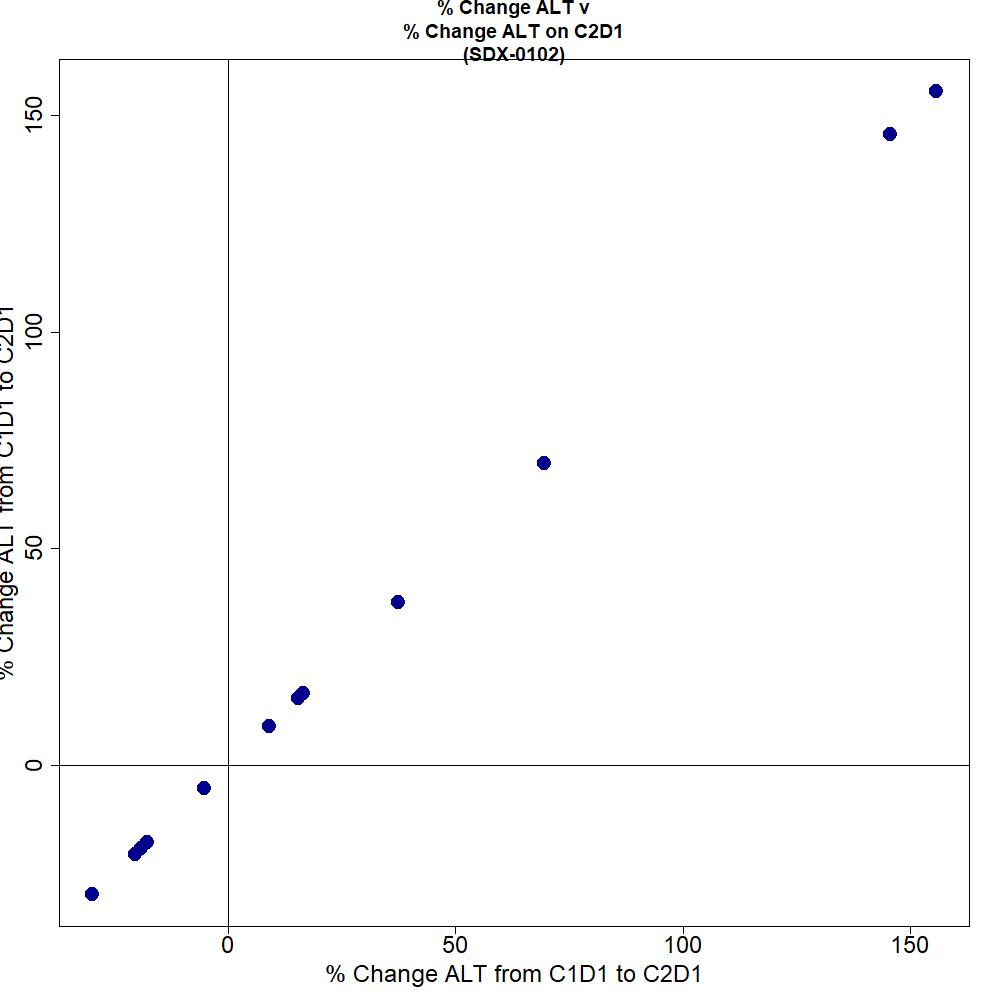 % Change ALT v
% Change ALT on C2D1
(SDX-0102)
150
100
50
0
% Change ALT from C1D1 to C2D1
0
50
100
150
% Change ALT from C1D1 to C2D1